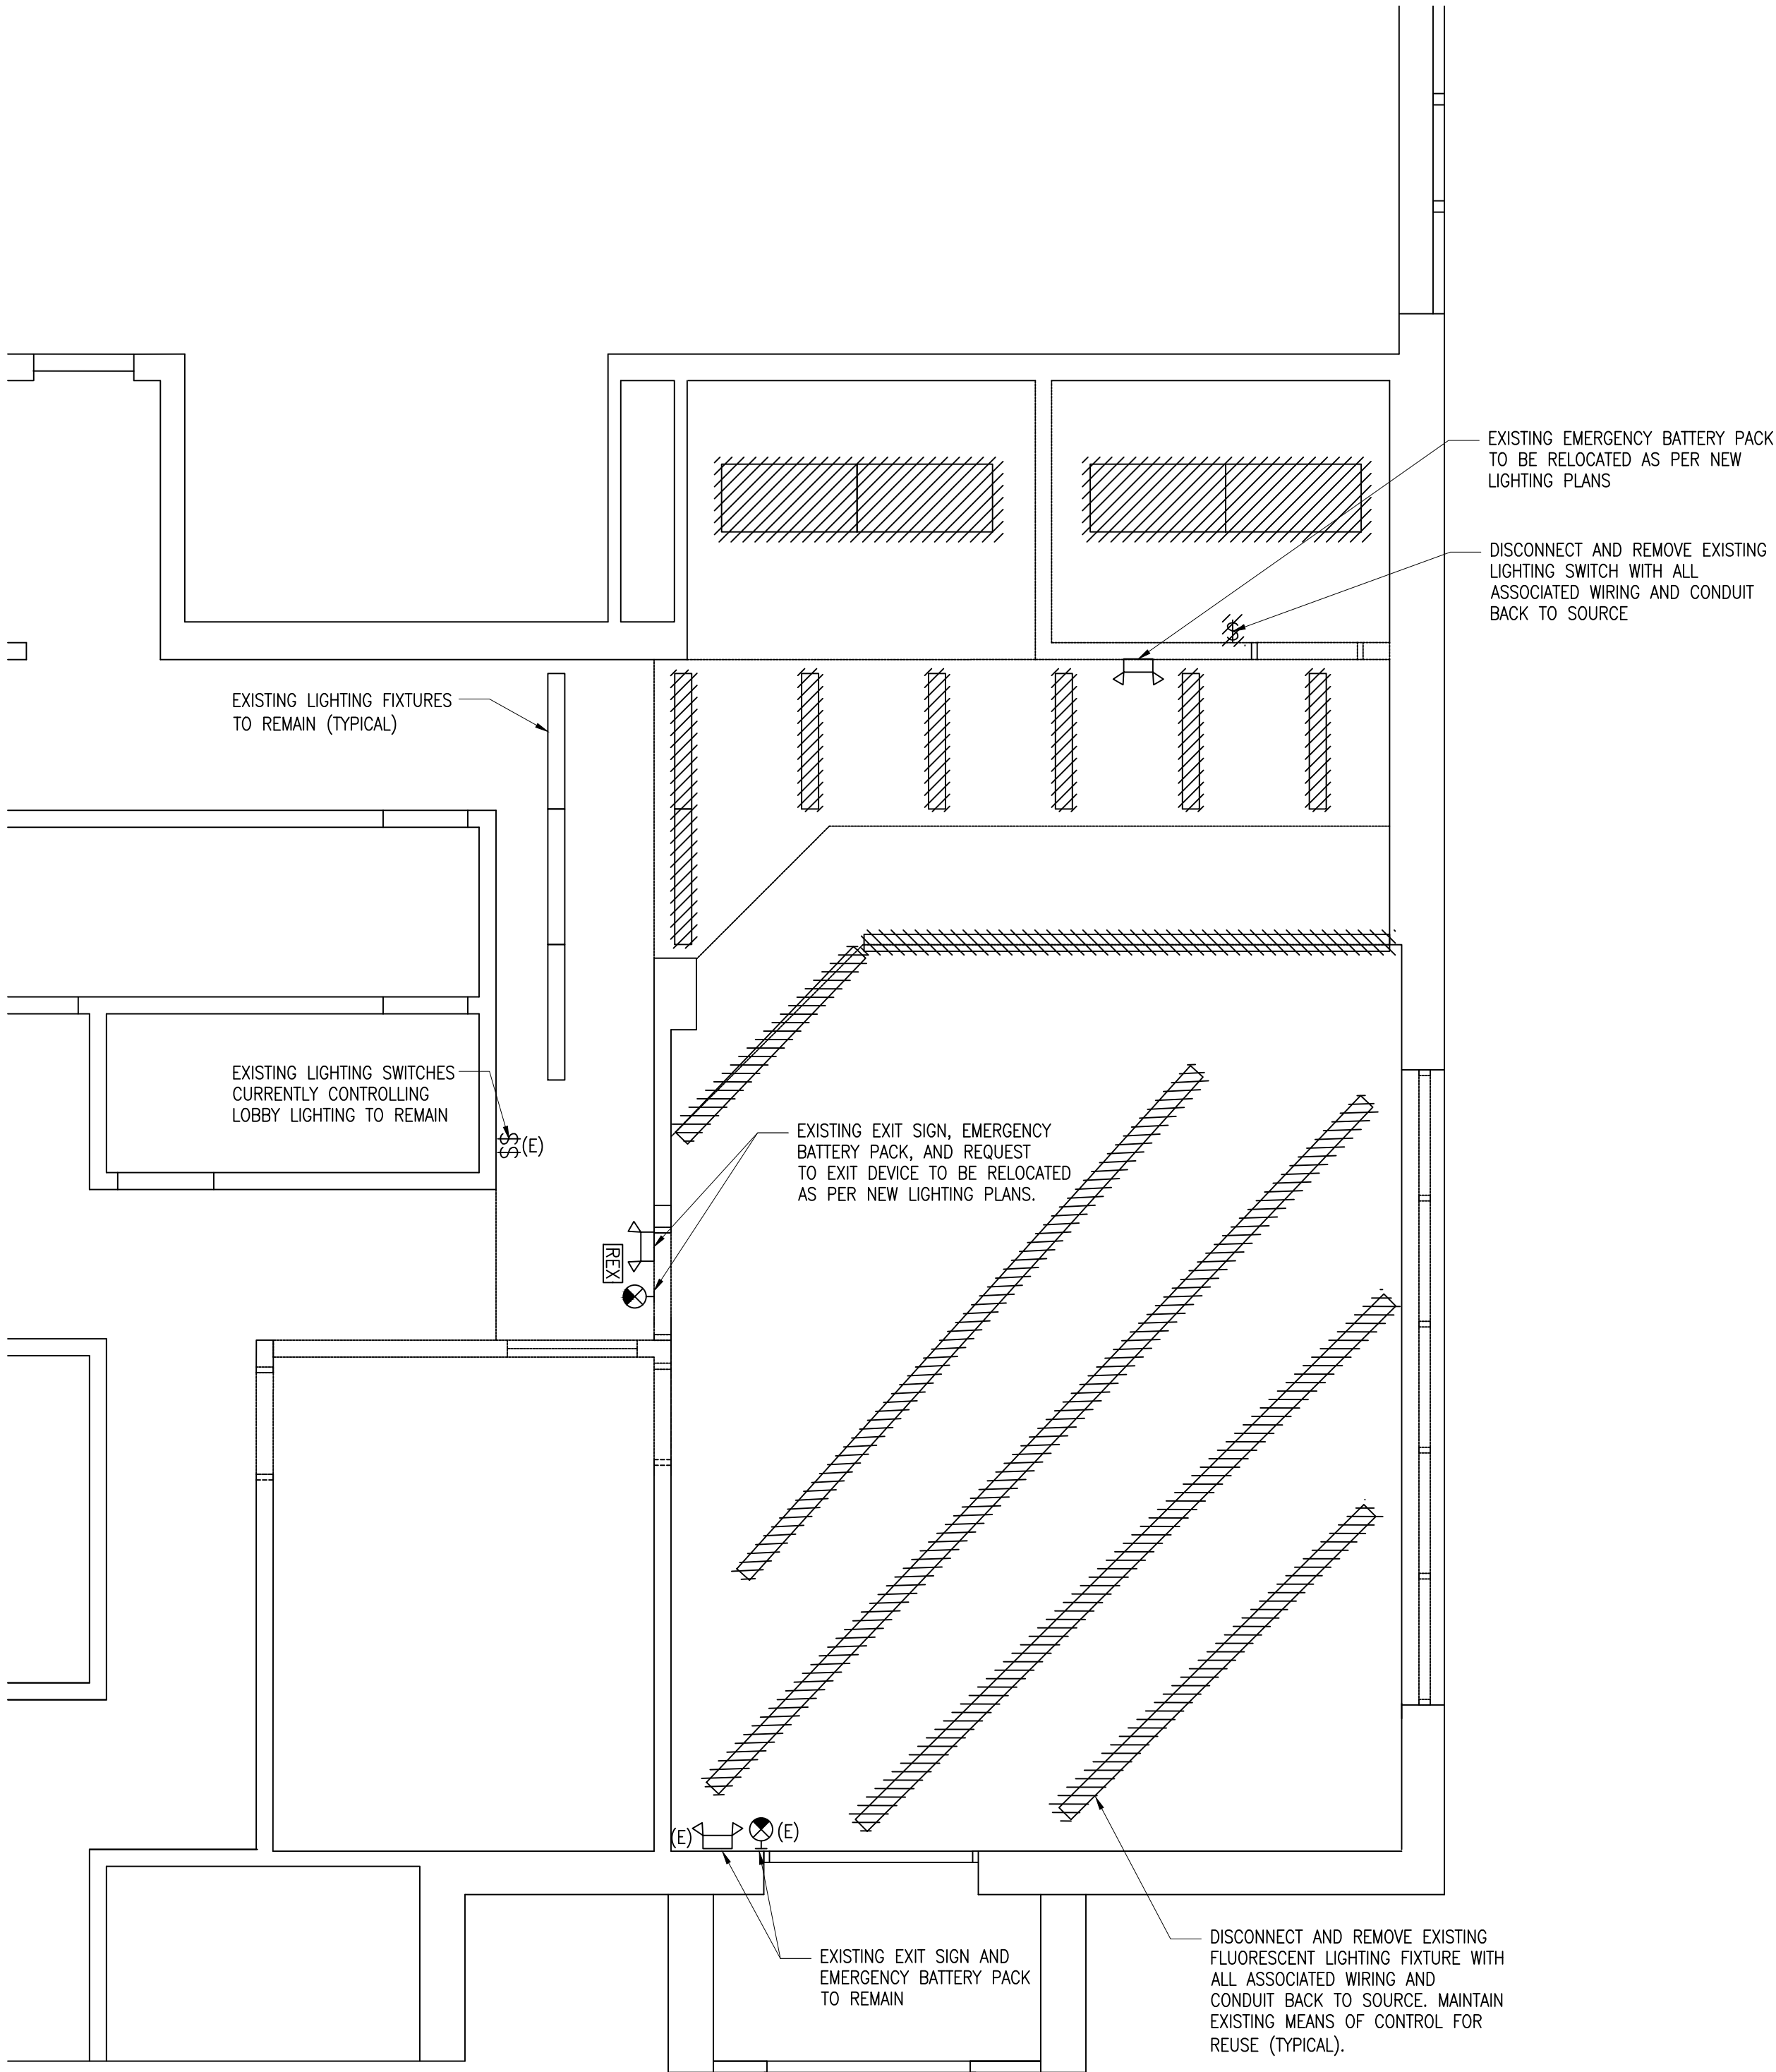 EXISTING EMERGENCY BATTERY PACK
TO BE RELOCATED AS PER NEW
LIGHTING PLANS
DISCONNECT AND REMOVE EXISTING
LIGHTING SWITCH WITH ALL
ASSOCIATED WIRING AND CONDUIT
BACK TO SOURCE
$
EXISTING LIGHTING FIXTURES
TO REMAIN (TYPICAL)
EXISTING LIGHTING SWITCHES
CURRENTLY CONTROLLING
LOBBY LIGHTING TO REMAIN
$$(E)
EXISTING EXIT SIGN, EMERGENCY
BATTERY PACK, AND REQUEST
TO EXIT DEVICE TO BE RELOCATED
AS PER NEW LIGHTING PLANS.
REX
(E)
(E)
EXISTING EXIT SIGN AND
EMERGENCY BATTERY PACK
TO REMAIN
DISCONNECT AND REMOVE EXISTING
FLUORESCENT LIGHTING FIXTURE WITH
ALL ASSOCIATED WIRING AND
CONDUIT BACK TO SOURCE. MAINTAIN
EXISTING MEANS OF CONTROL FOR
REUSE (TYPICAL).